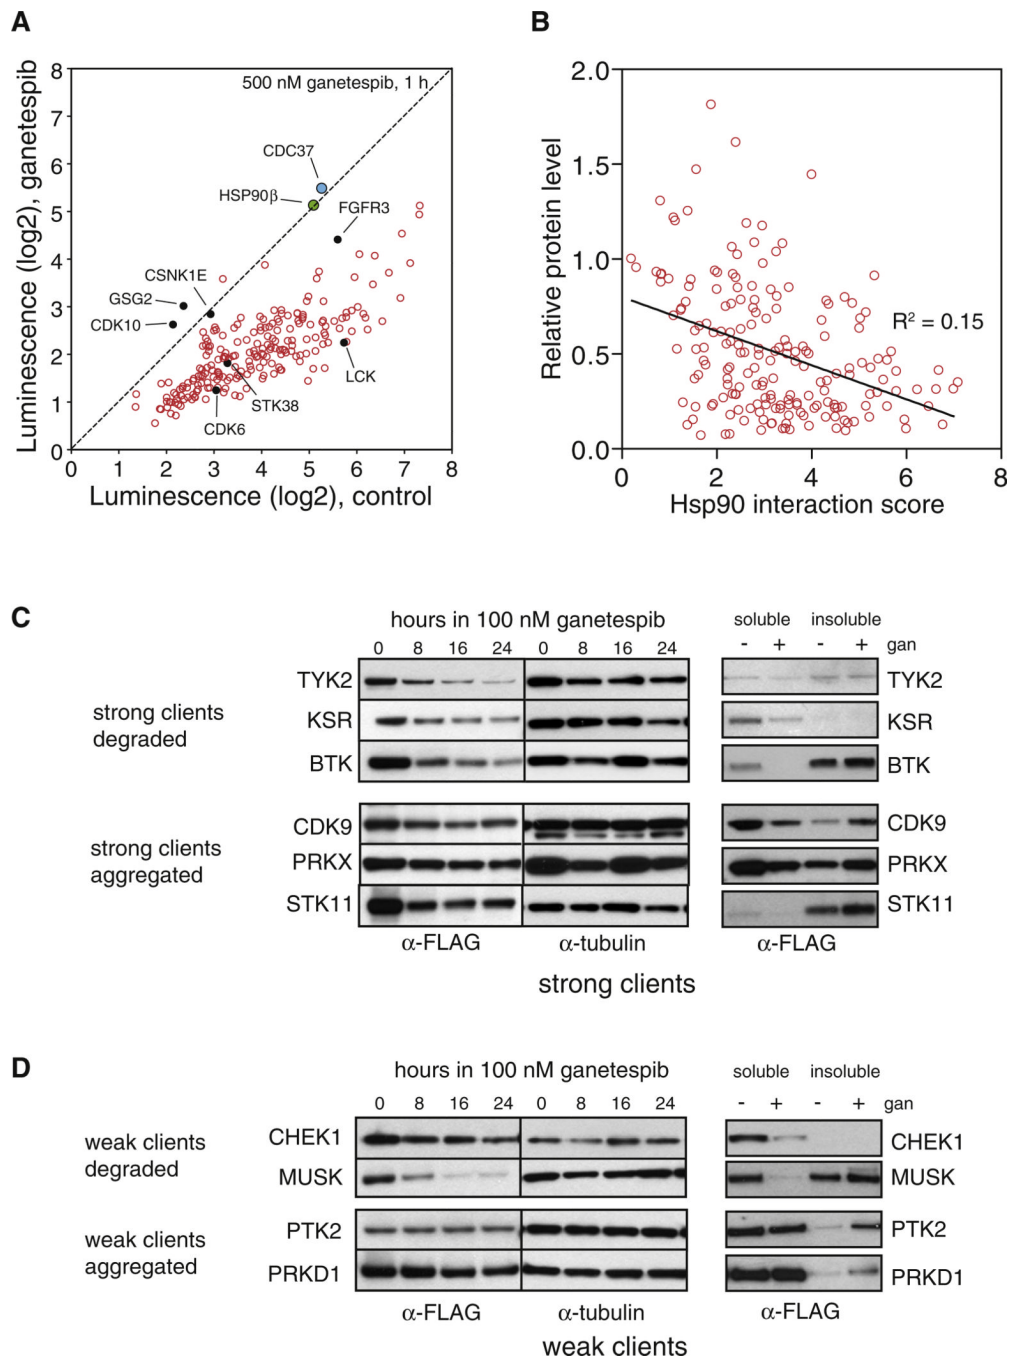 A
Luminescence (log2), ganetespib
8
7
6
5
4
3
2
1
0
500 nM ganetespib, 1 h
CDC37
HSP90β
FGFR3
CSNK1E
GSG2
CDK10
LCK
STK38
CDK6
0 1 2 3 4 5 6 7 8
Luminescence (log2), control
B
Relative protein level
2.0
1.5
1.0
0.5
0.0
R² = 0.15
0 2 4 6 8
Hsp90 interaction score
C
hours in 100 nM ganetespib
0 8 16 24 0 8 16 24
soluble insoluble
- + - + gan
strong clients
degraded
TYK2 TYK2
KSR KSR
BTK BTK
strong clients
aggregated
CDK9 CDK9
PRKX PRKX
STK11 STK11
α-FLAG α-tubulin α-FLAG
strong clients
D
hours in 100 nM ganetespib
0 8 16 24 0 8 16 24
soluble insoluble
- + - + gan
weak clients
degraded
CHEK1 CHEK1
MUSK MUSK
weak clients
aggregated
PTK2 PTK2
PRKD1 PRKD1
α-FLAG α-tubulin α-FLAG
weak clients